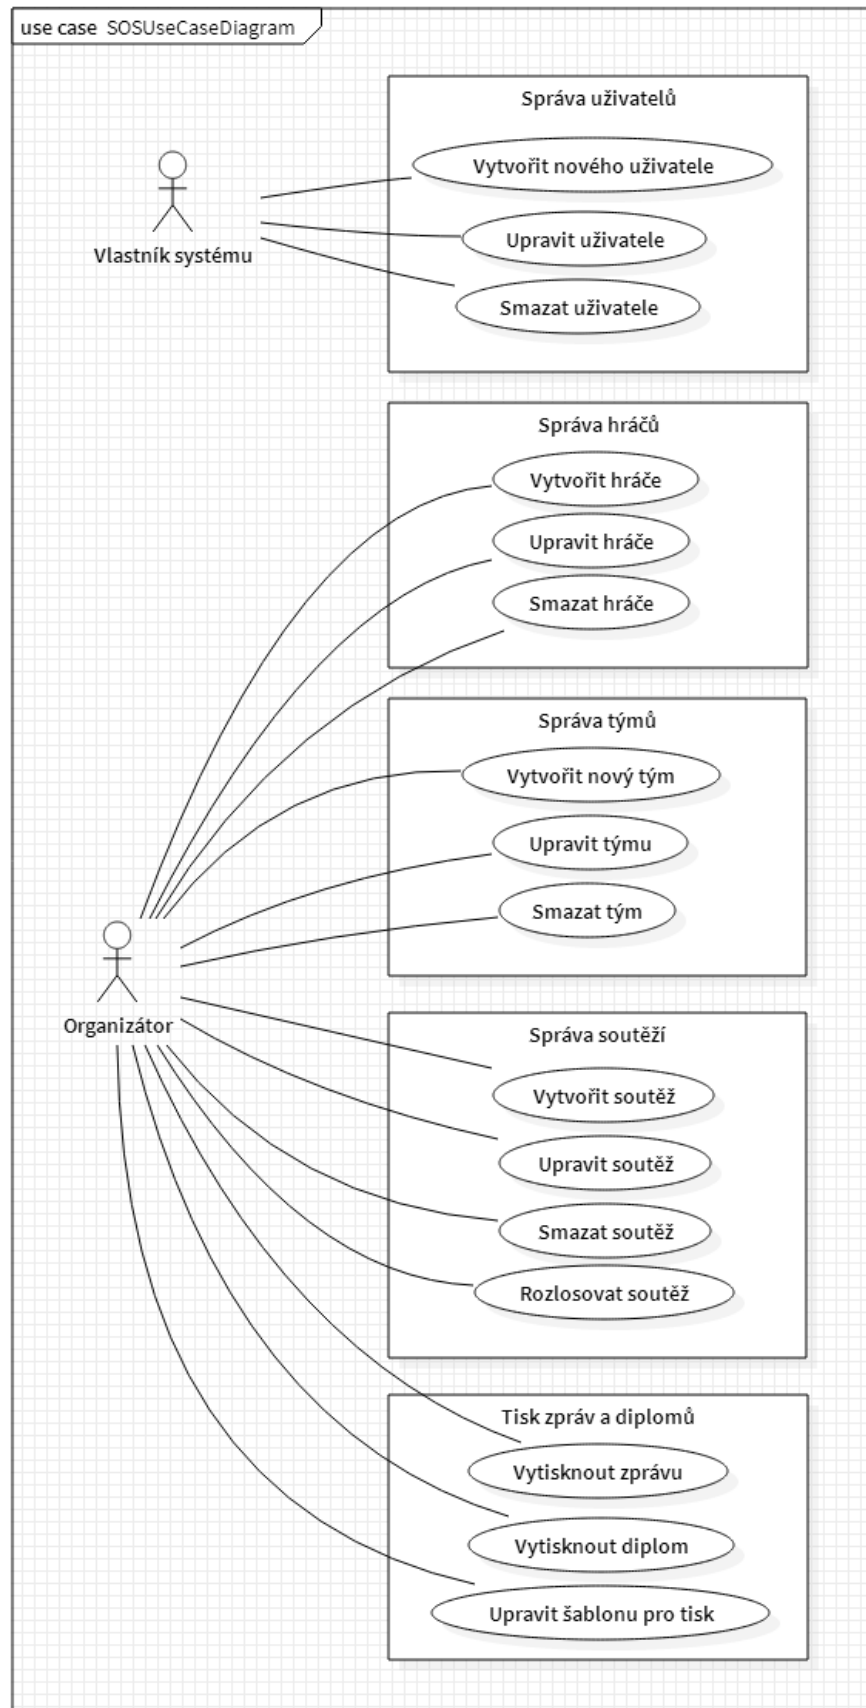 use case SOSUseCaseDiagram
Správa uživatelů
Vytvořit nového uživatele
Vlastník systému
Upravit uživatele
Smazat uživatele
Správa hráčů
Vytvořit hráče
Upravit hráče
Smazat hráče
Správa týmů
Vytvořit nový tým
Upravit týmu
Smazat tým
Organizátor
Správa soutěží
Vytvořit soutěž
Upravit soutěž
Smazat soutěž
Rozlosovat soutěž
Tisk zpráv a diplomů
Vytisknout zprávu
Vytisknout diplom
Upravit šablonu pro tisk